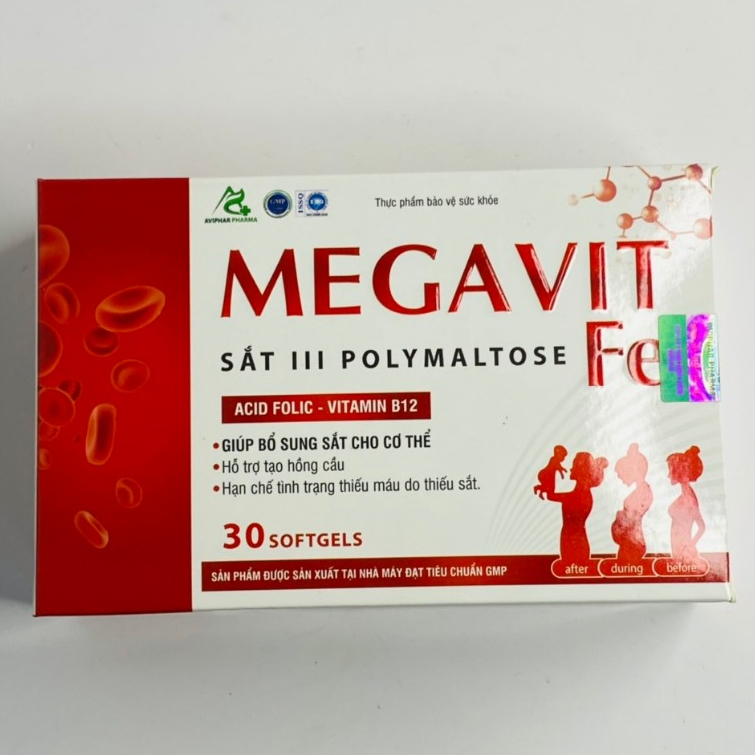 AVIPHAR PHARMA
GMP
ISSQ
Thực phẩm bảo vệ sức khỏe
MEGAVIT
Fe
SẮT III POLYMALTOSE
ACID FOLIC - VITAMIN B12
•GIÚP BỔ SUNG SẮT CHO CƠ THỂ
•Hỗ trợ tạo hồng cầu
•Hạn chế tình trạng thiếu máu do thiếu sắt.
30 SOFTGELS
SẢN PHẨM ĐƯỢC SẢN XUẤT TẠI NHÀ MÁY ĐẠT TIÊU CHUẨN GMP
after during before